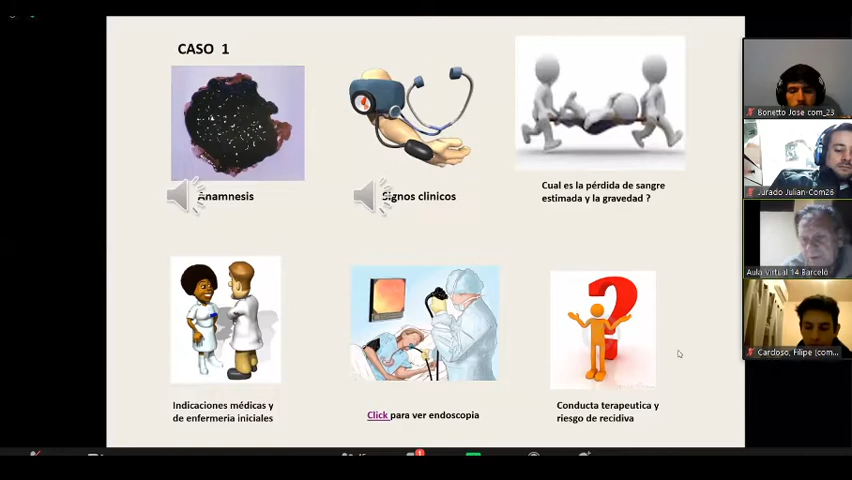 CASO 1
Anamnesis
Signos clinicos
Cual es la pérdida de sangre
estimada y la gravedad ?
Indicaciones médicas y
de enfermeria iniciales
Click para ver endoscopia
Conducta terapeutica y
riesgo de recidiva
Bonetto Jose com_23
Jurado Julian-Com26
Aula virtual 14 Barceló
Cardoso, Filipe (com...